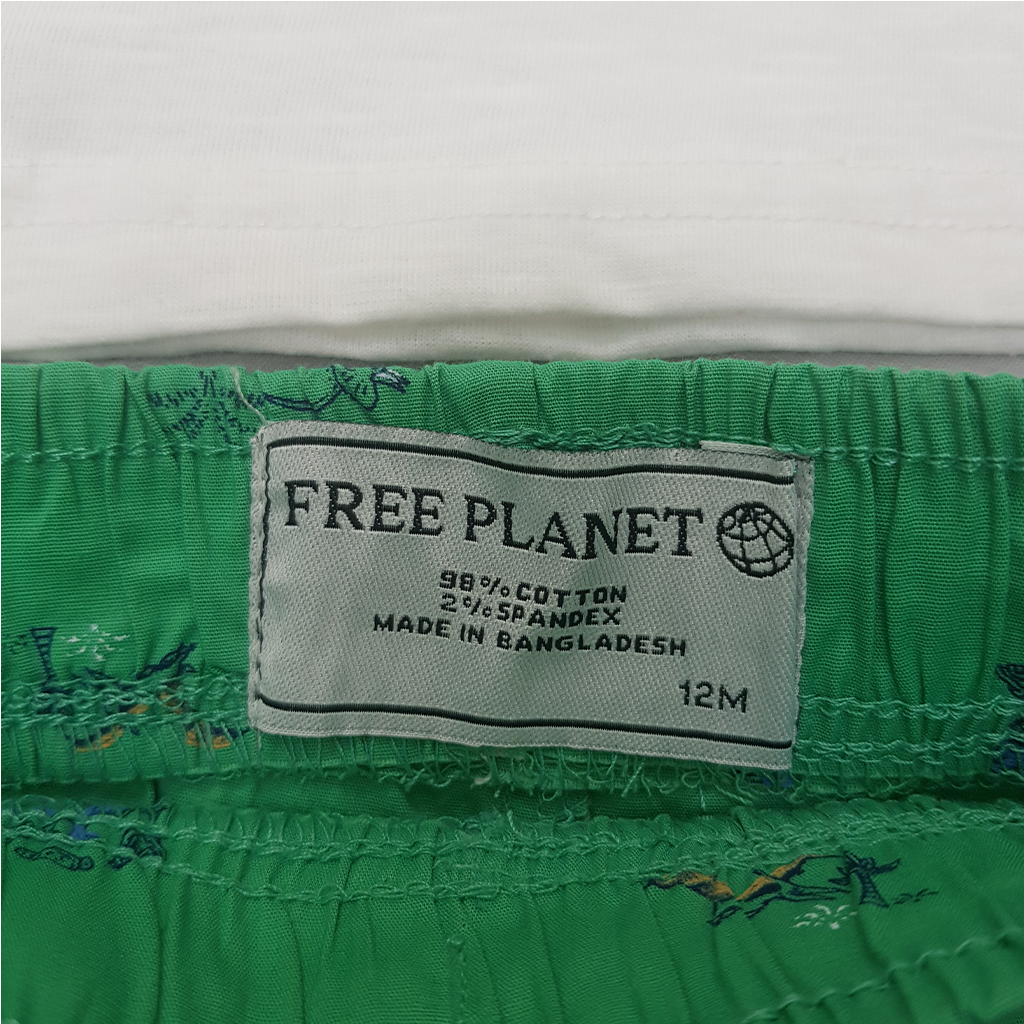 FREE PLANET
98% COTTON
2% SPANDEX
MADE IN BANGLADESH
12M